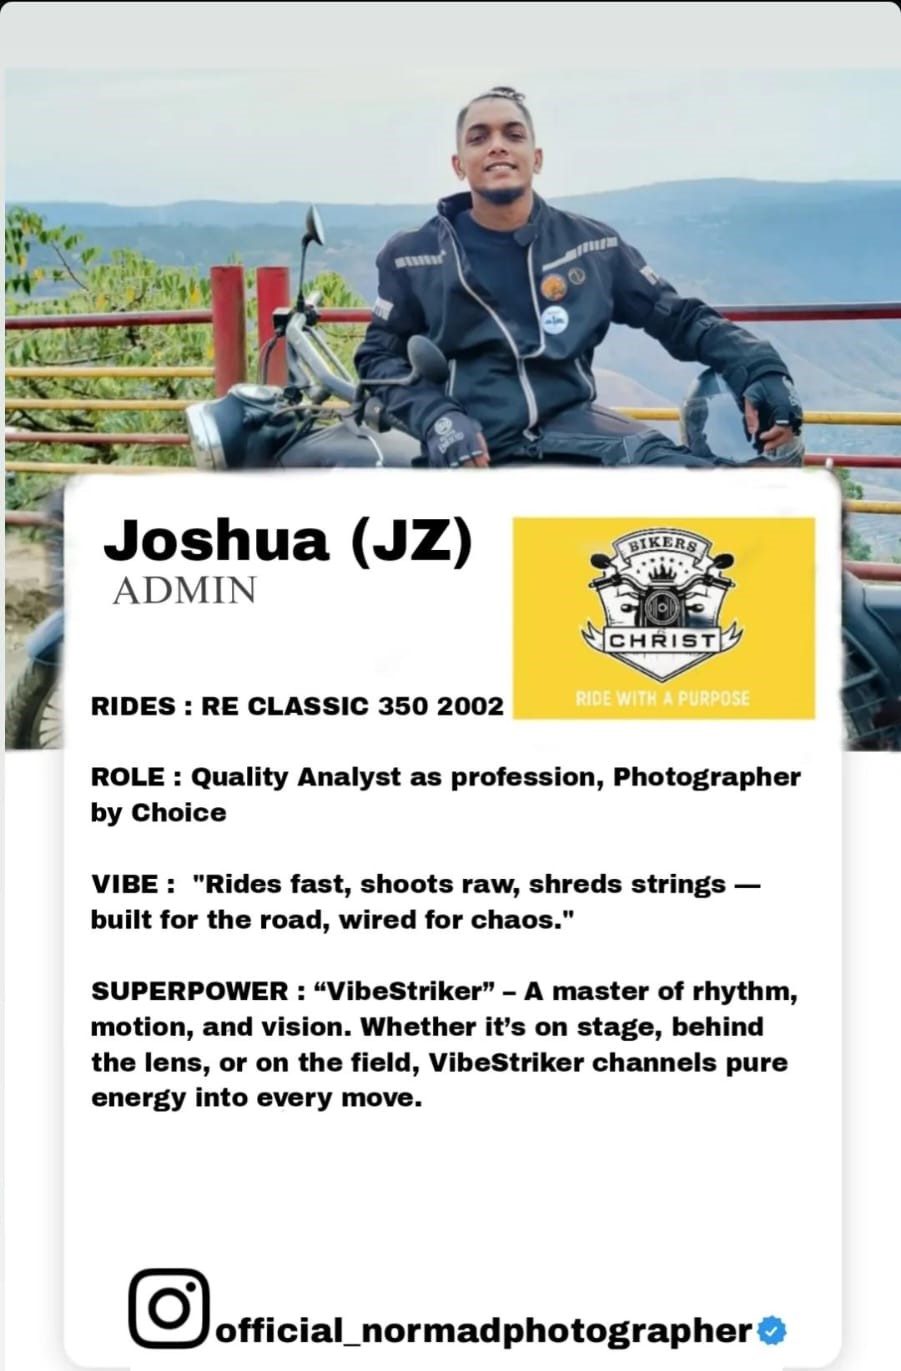 Joshua (JZ)
ADMIN
BIKERS
CHRIST
RIDE WITH A PURPOSE
RIDES : RE CLASSIC 350 2002
ROLE : Quality Analyst as profession, Photographer
by Choice
VIBE :  "Rides fast, shoots raw, shreds strings —
built for the road, wired for chaos."
SUPERPOWER : “VibeStriker” – A master of rhythm,
motion, and vision. Whether it’s on stage, behind
the lens, or on the field, VibeStriker channels pure
energy into every move.
official_normadphotographer